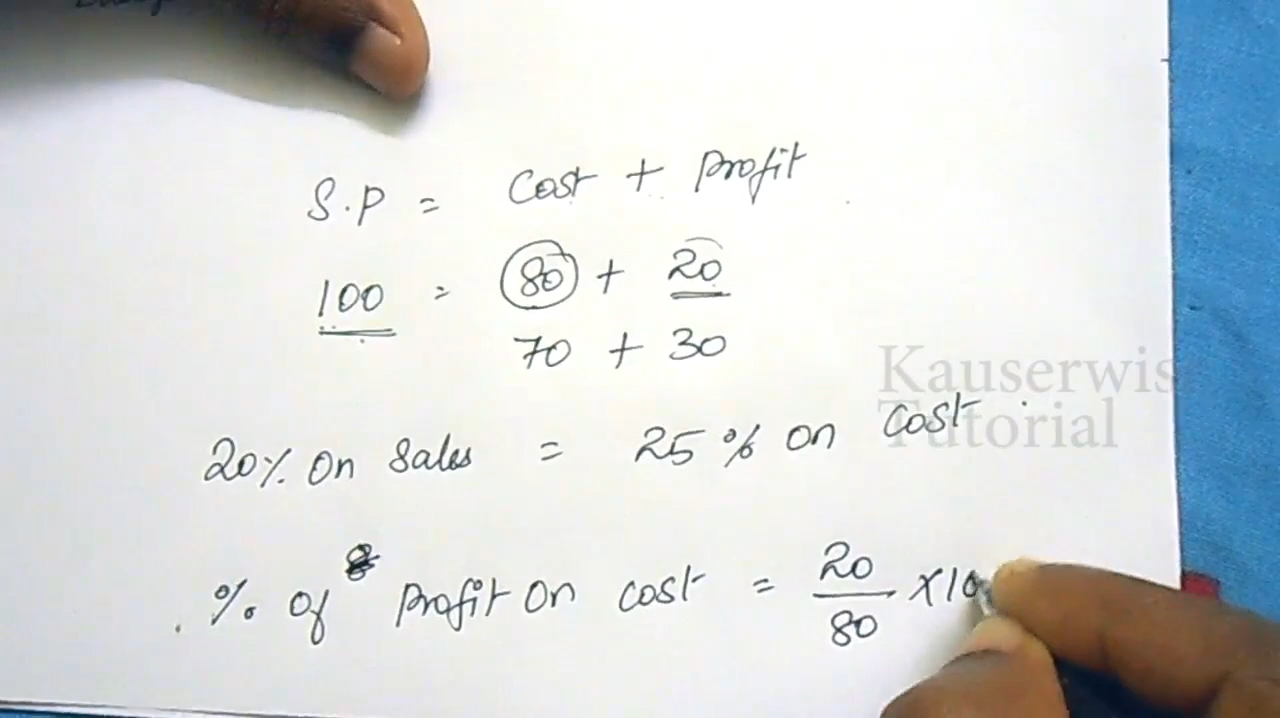 S.P = Cost + Profit
100 = 80 + 20
70 + 30
Kauserwis
Tutorial
20% On Sales = 25% on Cost
% of Profit On cost = 20/80 x10